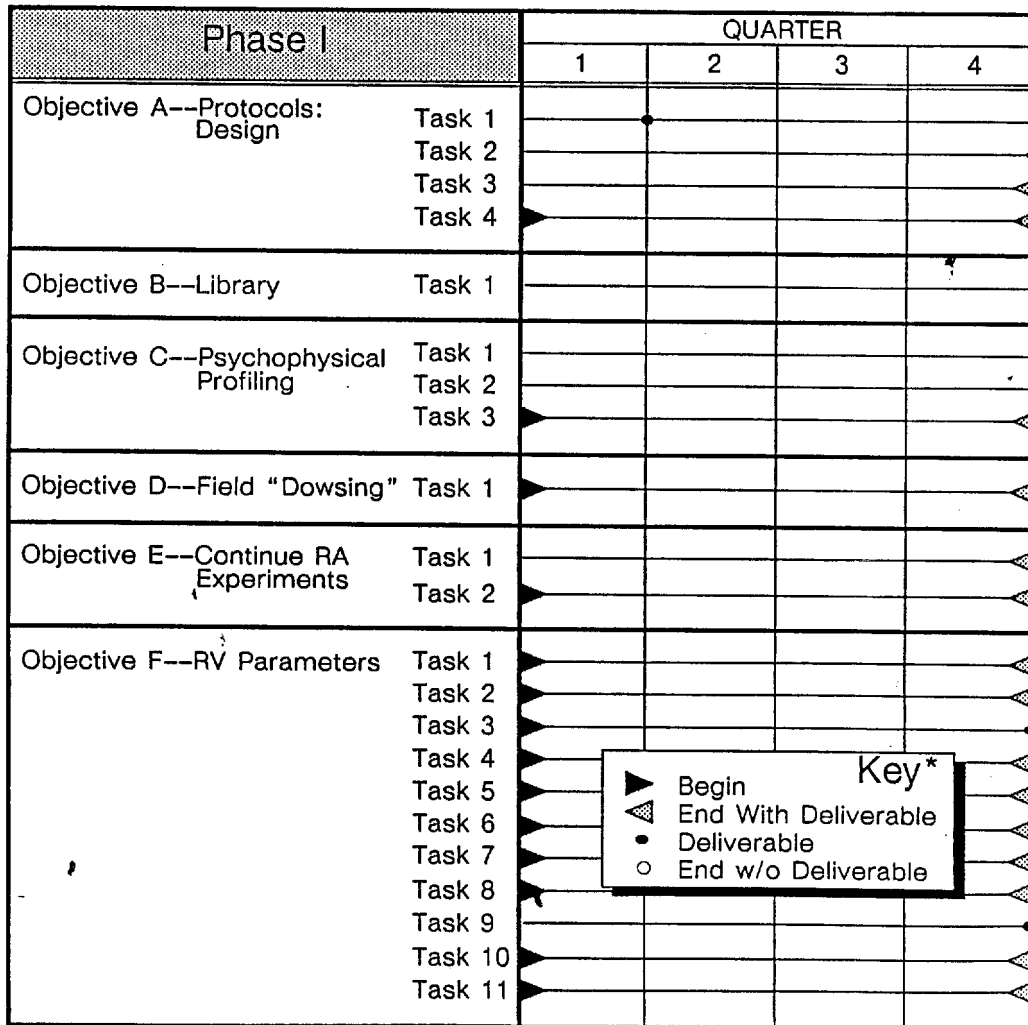 Phase I
QUARTER
1 2 3 4
Objective A--Protocols: Task 1
Design
Task 2
Task 3
Task 4
Objective B--Library Task 1
Objective C--Psychophysical Task 1
Profiling Task 2
Task 3
Objective D--Field "Dowsing" Task 1
Objective E--Continue RA Task 1
Experiments Task 2
Objective F--RV Parameters Task 1
Task 2
Task 3
Task 4
Task 5
Task 6
Task 7
Task 8
Task 9
Task 10
Task 11
Key*
Begin
End With Deliverable
Deliverable
End w/o Deliverable